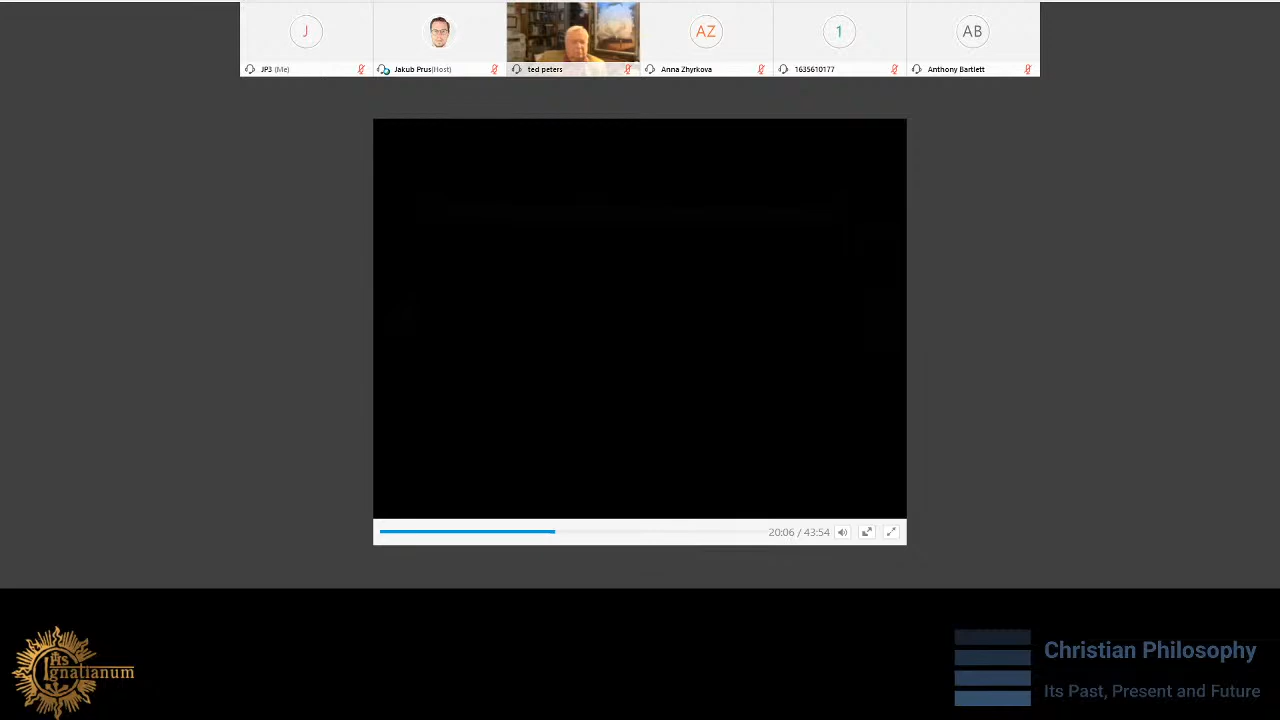 J
AZ
1
AB
JP3 (Me)
Jakub Prus(Host)
ted peters
Anna Zhyrkova
1635610177
Anthony Bartlett
20:06 / 43:54
IHS
Ignatianum
Christian Philosophy
Its Past, Present and Future